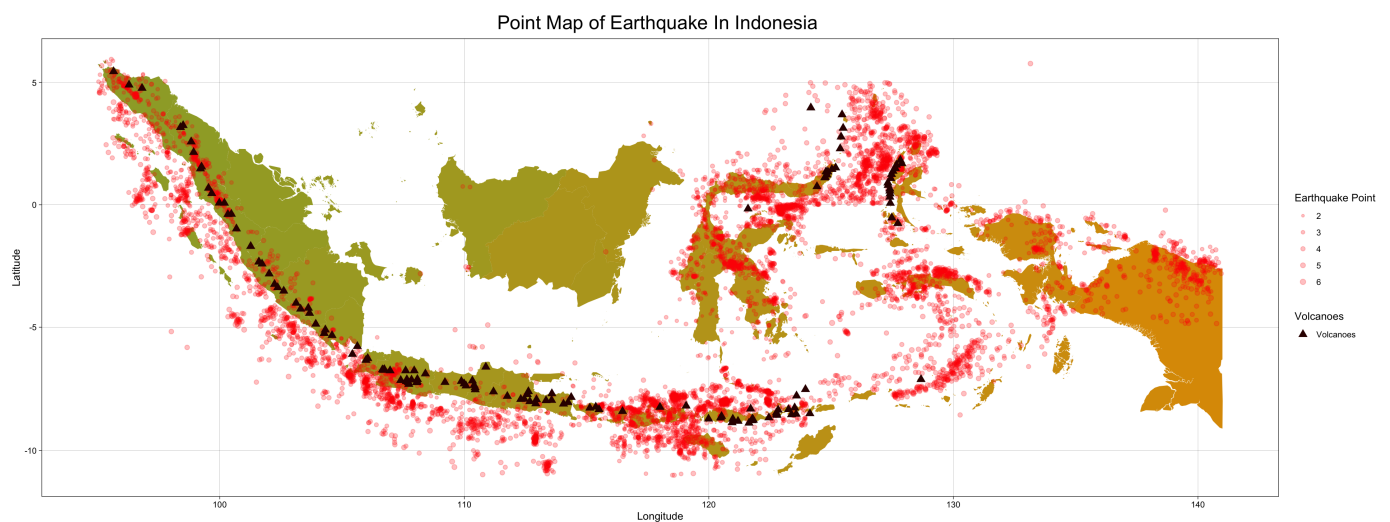 Point Map of Earthquake In Indonesia
5
0
-5
-10
Latitude
100
110
120
130
140
Longitude
Earthquake Point
2
3
4
5
6
Volcanoes
Volcanoes